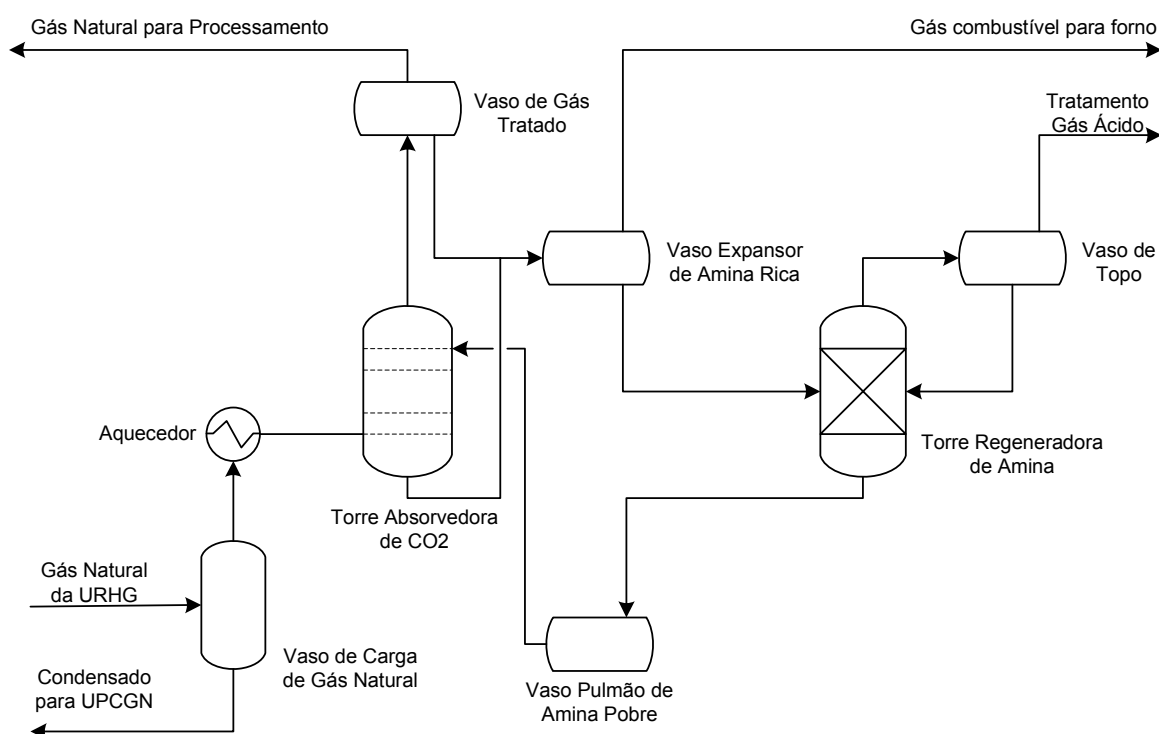 Gás Natural para Processamento
Gás combustível para forno
Vaso de Gás
Tratado
Tratamento
Gás Ácido
Vaso Expansor
de Amina Rica
Vaso de
Topo
Aquecedor
Torre Regeneradora
de Amina
Torre Absorvedora
de CO2
Gás Natural
da URHG
Vaso de Carga
de Gás Natural
Condensado
para UPCGN
Vaso Pulmão de
Amina Pobre